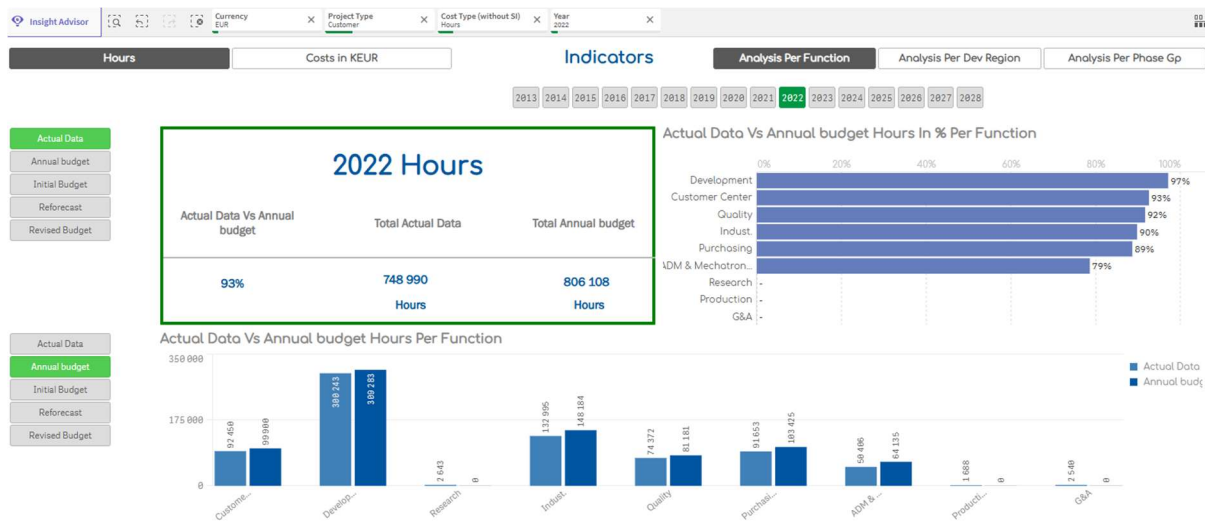 Insight Advisor
Currency
EUR
Project Type
Customer
Cost Type (without SI)
Hours
Year
2022
Hours
Costs in KEUR
Indicators
Analysis Per Function
Analysis Per Dev Region
Analysis Per Phase Gp
2013 2014 2015 2016 2017 2018 2019 2020 2021 2022 2023 2024 2025 2026 2027 2028
Actual Data
Annual budget
Initial Budget
Reforecast
Revised Budget
2022 Hours
Actual Data Vs Annual
budget
Total Actual Data
Total Annual budget
93%
748 990
Hours
806 108
Hours
Actual Data Vs Annual budget Hours In % Per Function
0% 20% 40% 60% 80% 100%
Development 97%
Customer Center 93%
Quality 92%
Indust. 90%
Purchasing 89%
ADM & Mechatron... 79%
Research -
Production -
G&A -
Actual Data
Annual budget
Initial Budget
Reforecast
Revised Budget
Actual Data Vs Annual budget Hours Per Function
350 000
175 000
0
92 450 99 900
300 243 309 283
2 643 0
132 995 148 184
74 372 81 181
91 653 103 425
50 406 64 135
1 688 0
2 540 0
Custome... Develop... Research Indust. Quality Purchasi... ADM & ... Producti... G&A
Actual Data
Annual budg